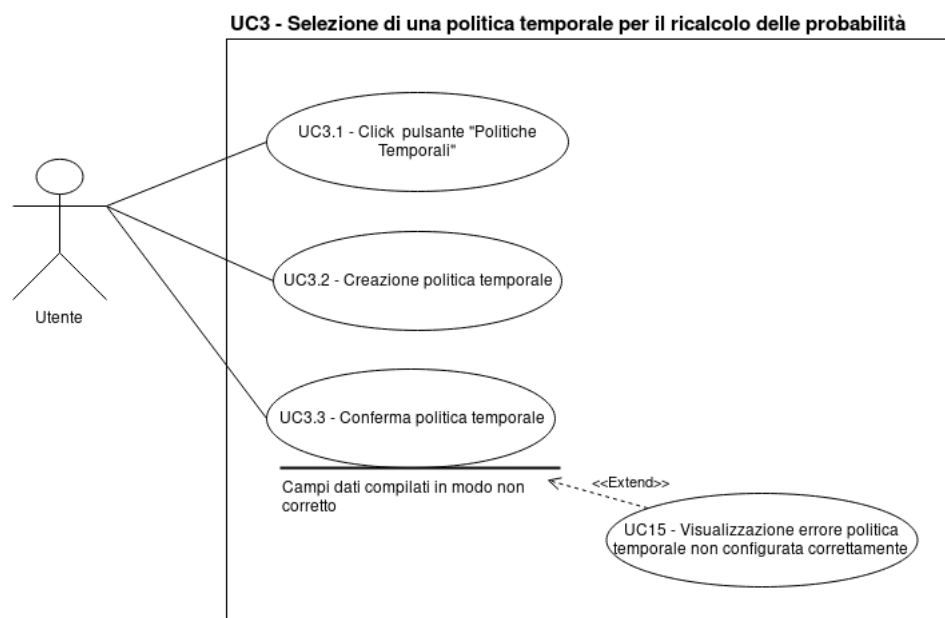 UC3 - Selezione di una politica temporale per il ricalcolo delle probabilità
UC3.1 - Click pulsante "Politiche
Temporali"
UC3.2 - Creazione politica temporale
Utente
UC3.3 - Conferma politica temporale
Campi dati compilati in modo non
corretto
<<Extend>>
UC15 - Visualizzazione errore politica
temporale non configurata correttamente